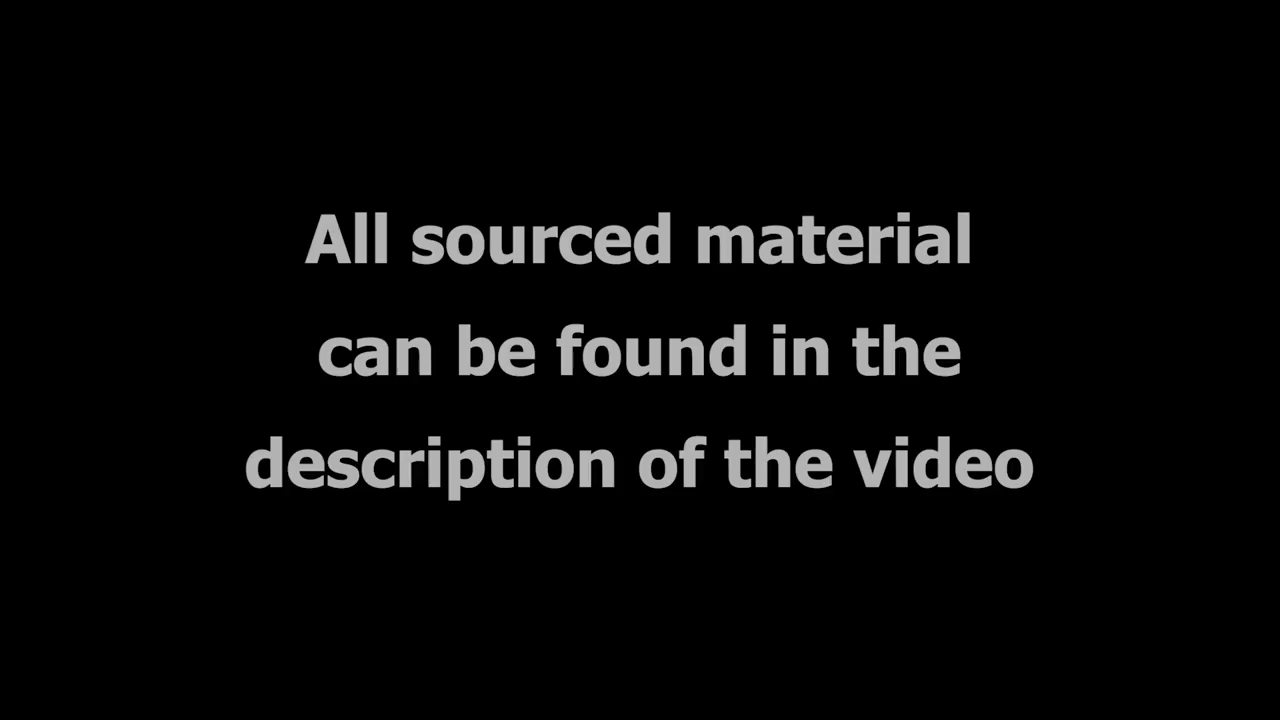 All sourced material
can be found in the
description of the video